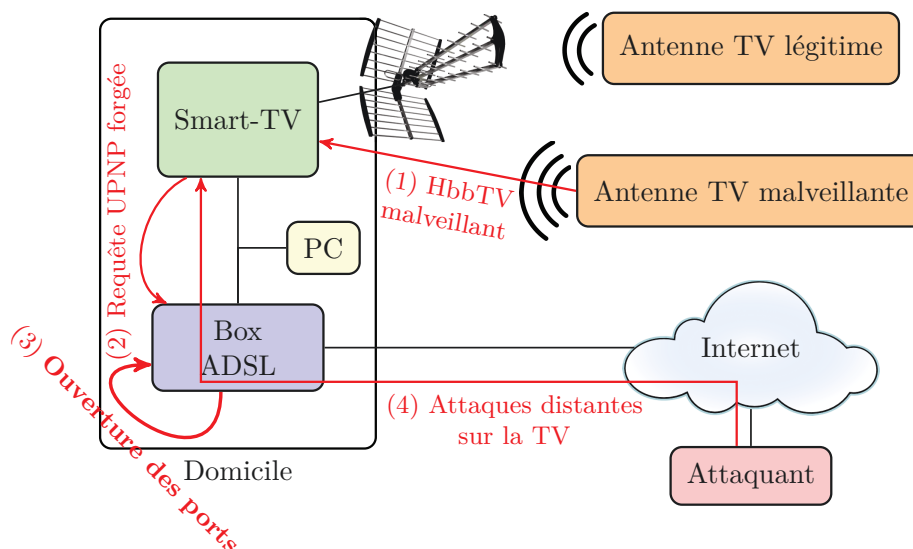 Antenne TV légitime
Smart-TV
Antenne TV malveillante
(1) HbbTV
malveillant
(2) Requête UPNP forgée
PC
Box
ADSL
(3) Ouverture des ports
Internet
(4) Attaques distantes
sur la TV
Domicile
Attaquant